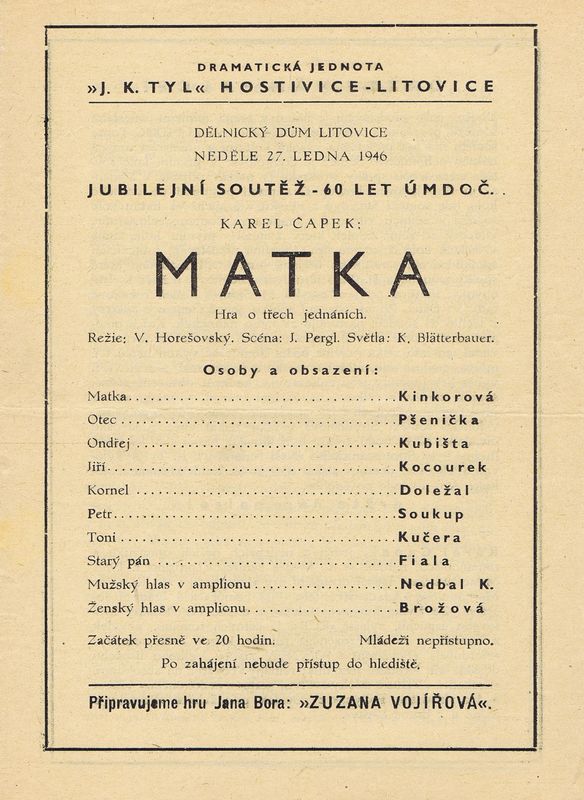 DRAMATICKÁ JEDNOTA
»J. K. TYL« HOSTIVICE-LITOVICE
DĚLNICKÝ DŮM LITOVICE
NEDĚLE 27. LEDNA 1946
JUBILEJNÍ SOUTĚŽ - 60 LET ÚMDOČ.
KAREL ČAPEK:
MATKA
Hra o třech jednáních.
Režie: V. Horešovský. Scéna: J. Pergl. Světla: K. Blätterbauer.
Osoby a obsazení:
Matka..............................Kinkorová
Otec..............................Pšenička
Ondřej..............................Kubišta
Jiří..............................Kocourek
Kornel..............................Doležal
Petr..............................Soukup
Toni..............................Kučera
Starý pán..............................Fiala
Mužský hlas v amplionu................Nedbal K.
Ženský hlas v amplionu................Brožová
Začátek přesně ve 20 hodin. Mládeži nepřístupno.
Po zahájení nebude přístup do hlediště.
Připravujeme hru Jana Bora: »ZUZANA VOJÍŘOVÁ«.